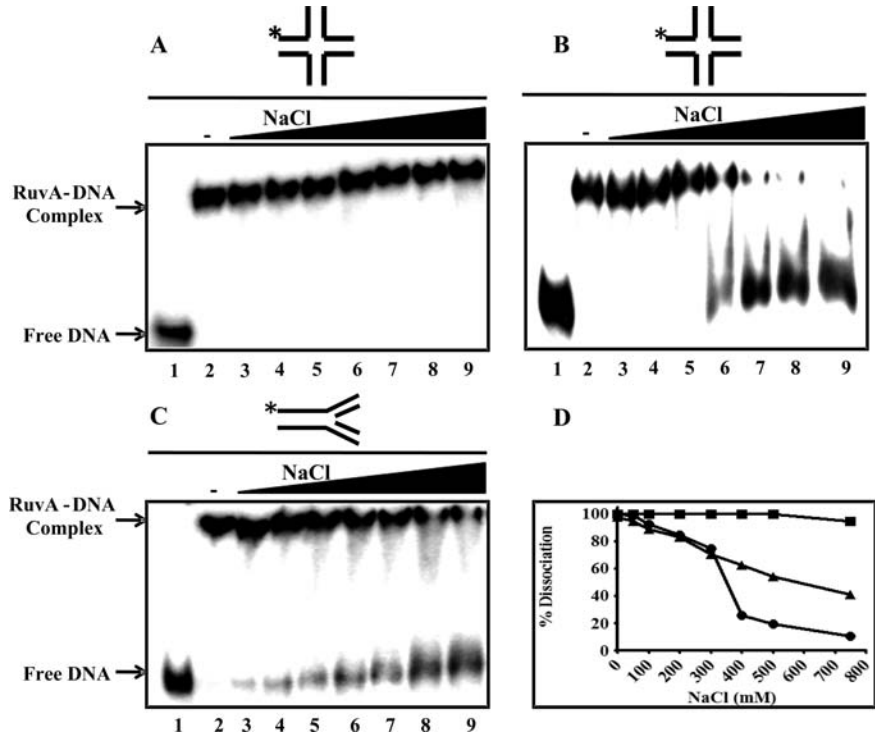 A
*
NaCl
-
RuvA-DNA
Complex
Free DNA
1 2 3 4 5 6 7 8 9
B
*
NaCl
-
1 2 3 4 5 6 7 8 9
C
*
NaCl
-
RuvA-DNA
Complex
Free DNA
1 2 3 4 5 6 7 8 9
D
% Dissociation
100
80
60
40
20
0
0 100 200 300 400 500 600 700 800
NaCl (mM)